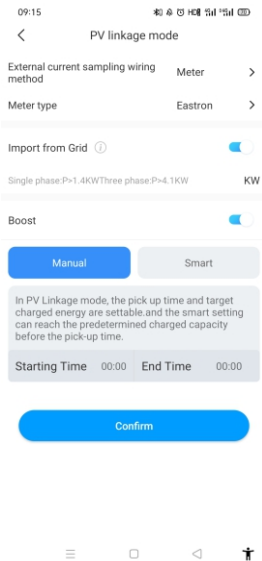 09:15
PV linkage mode
External current sampling wiring
method
Meter
Meter type
Eastron
Import from Grid
Single phase:P>1.4KWThree phase:P>4.1KW
KW
Boost
Manual
Smart
In PV Linkage mode, the pick up time and target
charged energy are settable.and the smart setting
can reach the predetermined charged capacity
before the pick-up time.
Starting Time 00:00 End Time 00:00
Confirm